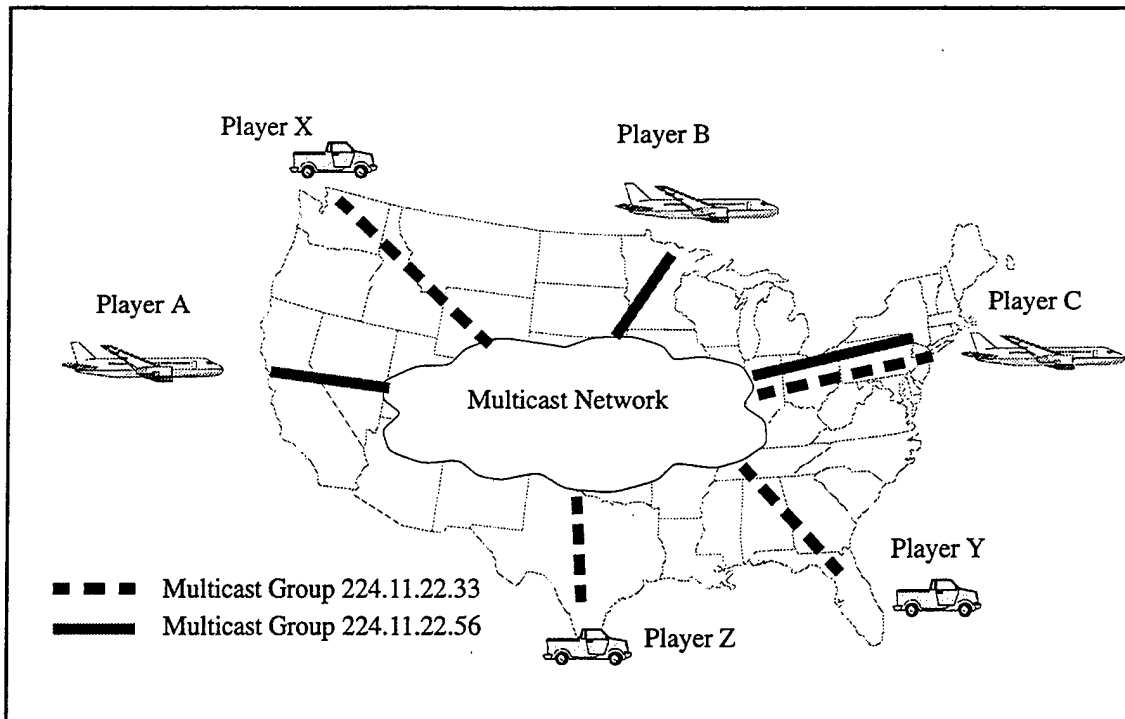 Player X
Player B
Player A
Player C
Multicast Network
Player Y
Multicast Group 224.11.22.33
Multicast Group 224.11.22.56
Player Z